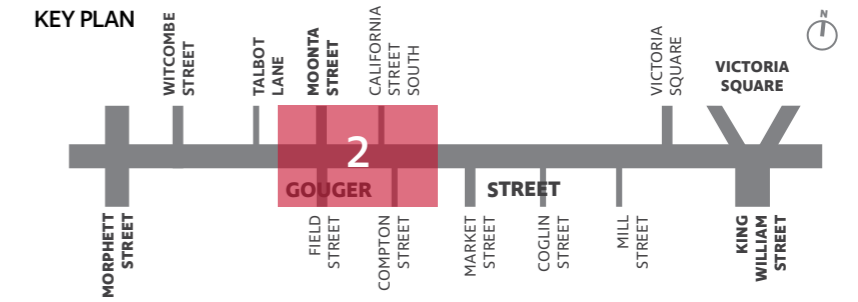 KEY PLAN
WITCOMBE
STREET
TALBOT
LANE
MOONTA
STREET
CALIFORNIA
STREET
SOUTH
VICTORIA
SQUARE
VICTORIA
SQUARE
N
2
GOUGER STREET
MORPHETT
STREET
FIELD
STREET
COMPTON
STREET
MARKET
STREET
COGLIN
STREET
MILL
STREET
KING
WILLIAM
STREET